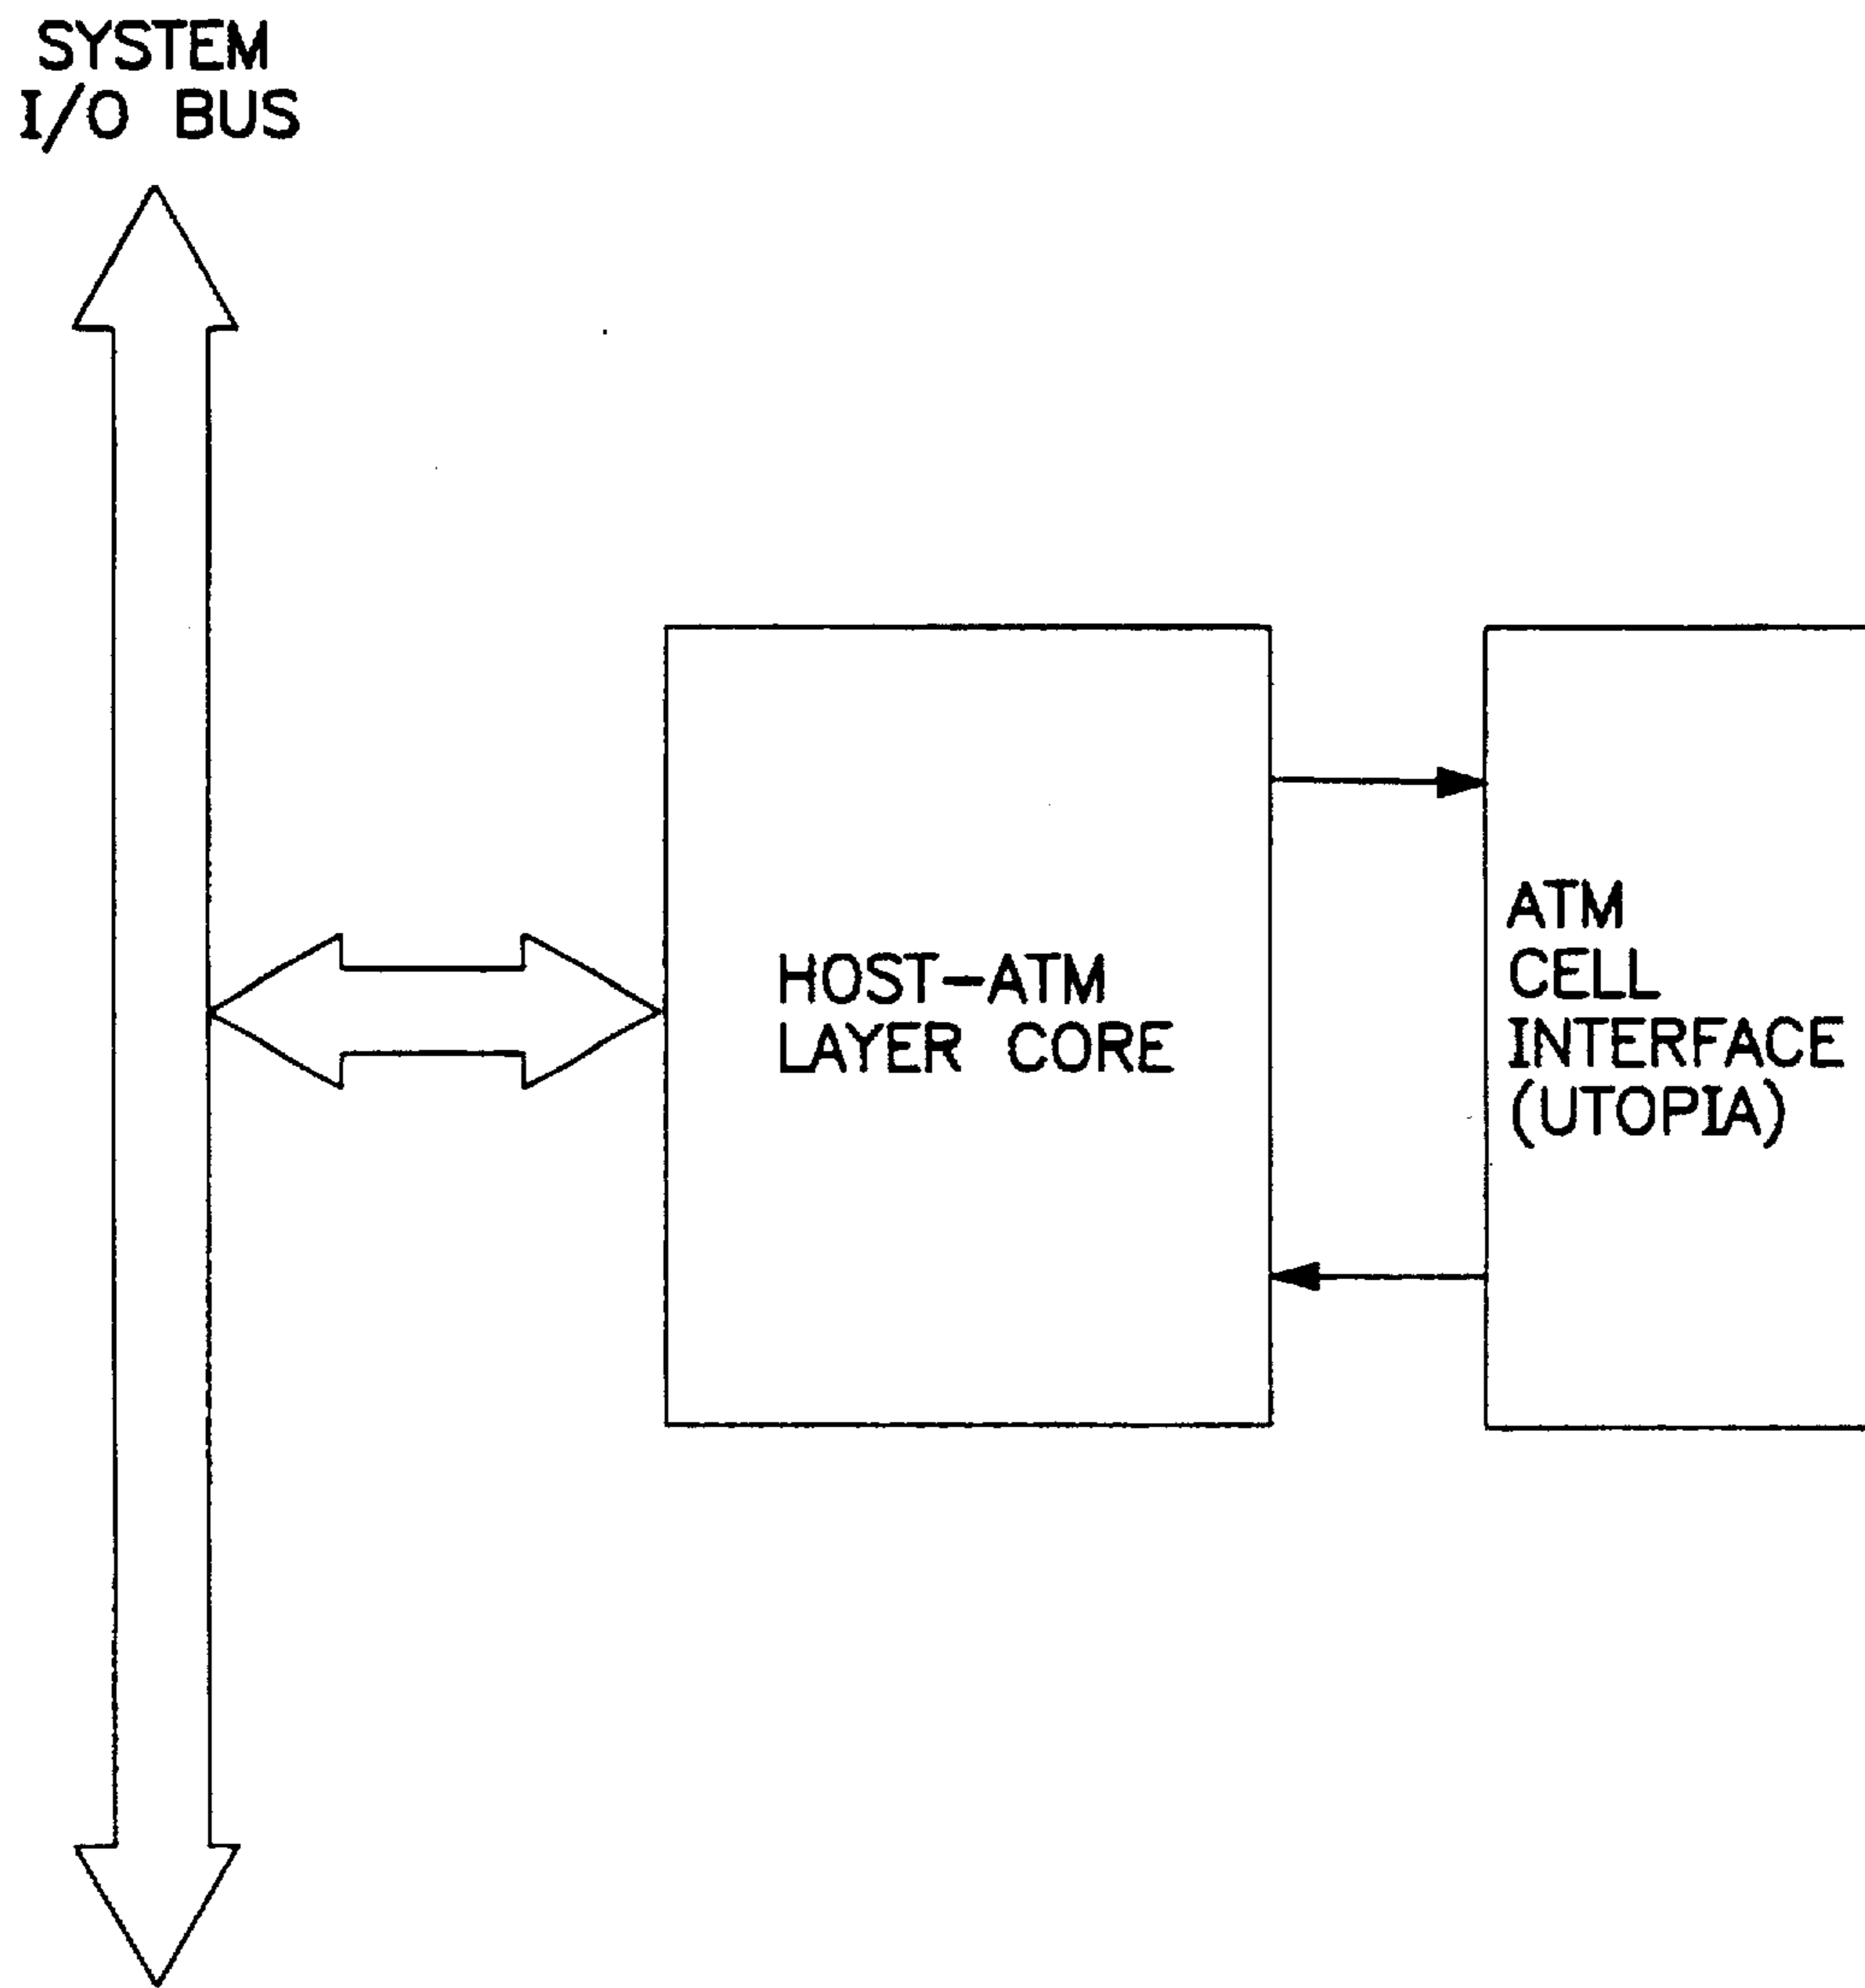 SYSTEM
I/O BUS
HOST-ATM
LAYER CORE
ATM
CELL
INTERFACE
(UTOPIA)